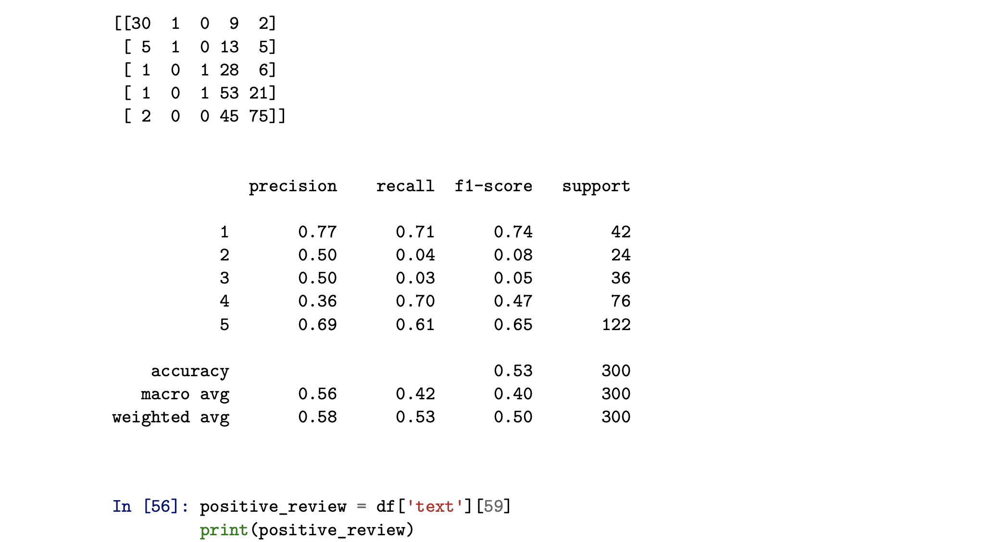 [[30  1  0  9  2]
 [ 5  1  0 13  5]
 [ 1  0  1 28  6]
 [ 1  0  1 53 21]
 [ 2  0  0 45 75]]
              precision    recall  f1-score   support
           1       0.77      0.71      0.74        42
           2       0.50      0.04      0.08        24
           3       0.50      0.03      0.05        36
           4       0.36      0.70      0.47        76
           5       0.69      0.61      0.65       122
    accuracy                           0.53       300
   macro avg       0.56      0.42      0.40       300
weighted avg       0.58      0.53      0.50       300
In [56]: positive_review = df['text'][59]
         print(positive_review)